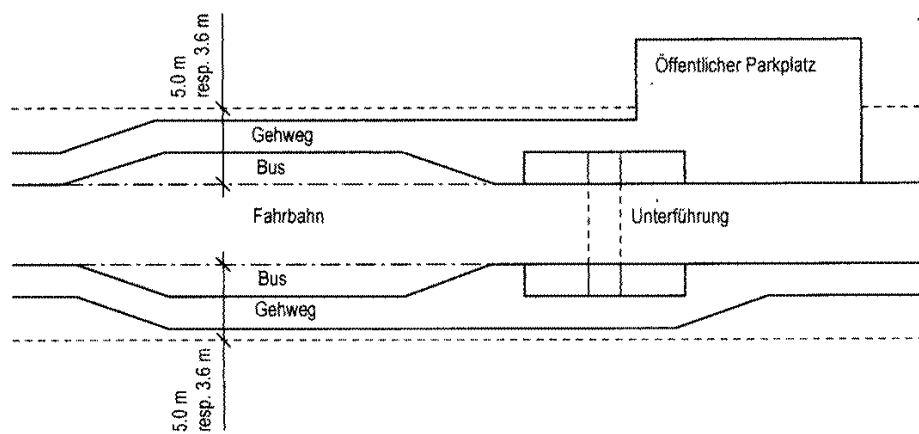 5.0 m
resp. 3.6 m
Öffentlicher Parkplatz
Gehweg
Bus
Fahrbahn
Unterführung
Bus
Gehweg
5.0 m
resp. 3.6 m